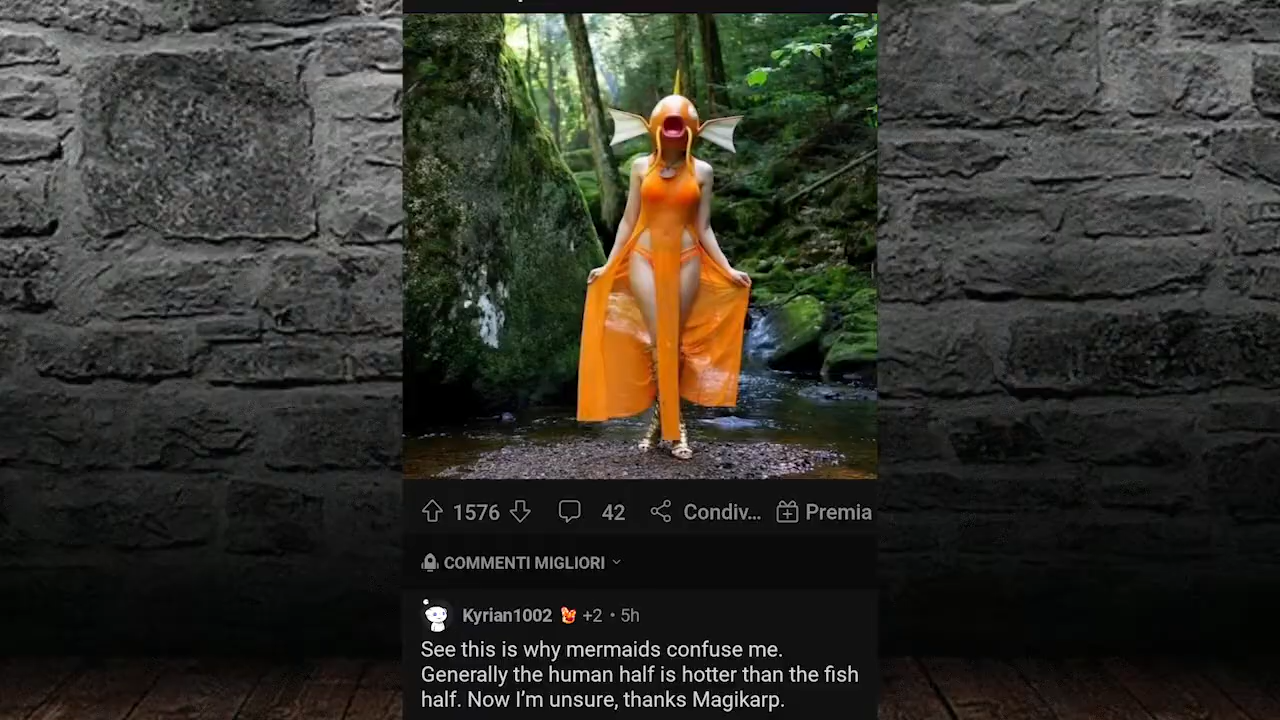 1576 42 Condiv... Premia
COMMENTI MIGLIORI
Kyrian1002 +2 • 5h
See this is why mermaids confuse me.
Generally the human half is hotter than the fish
half. Now I'm unsure, thanks Magikarp.